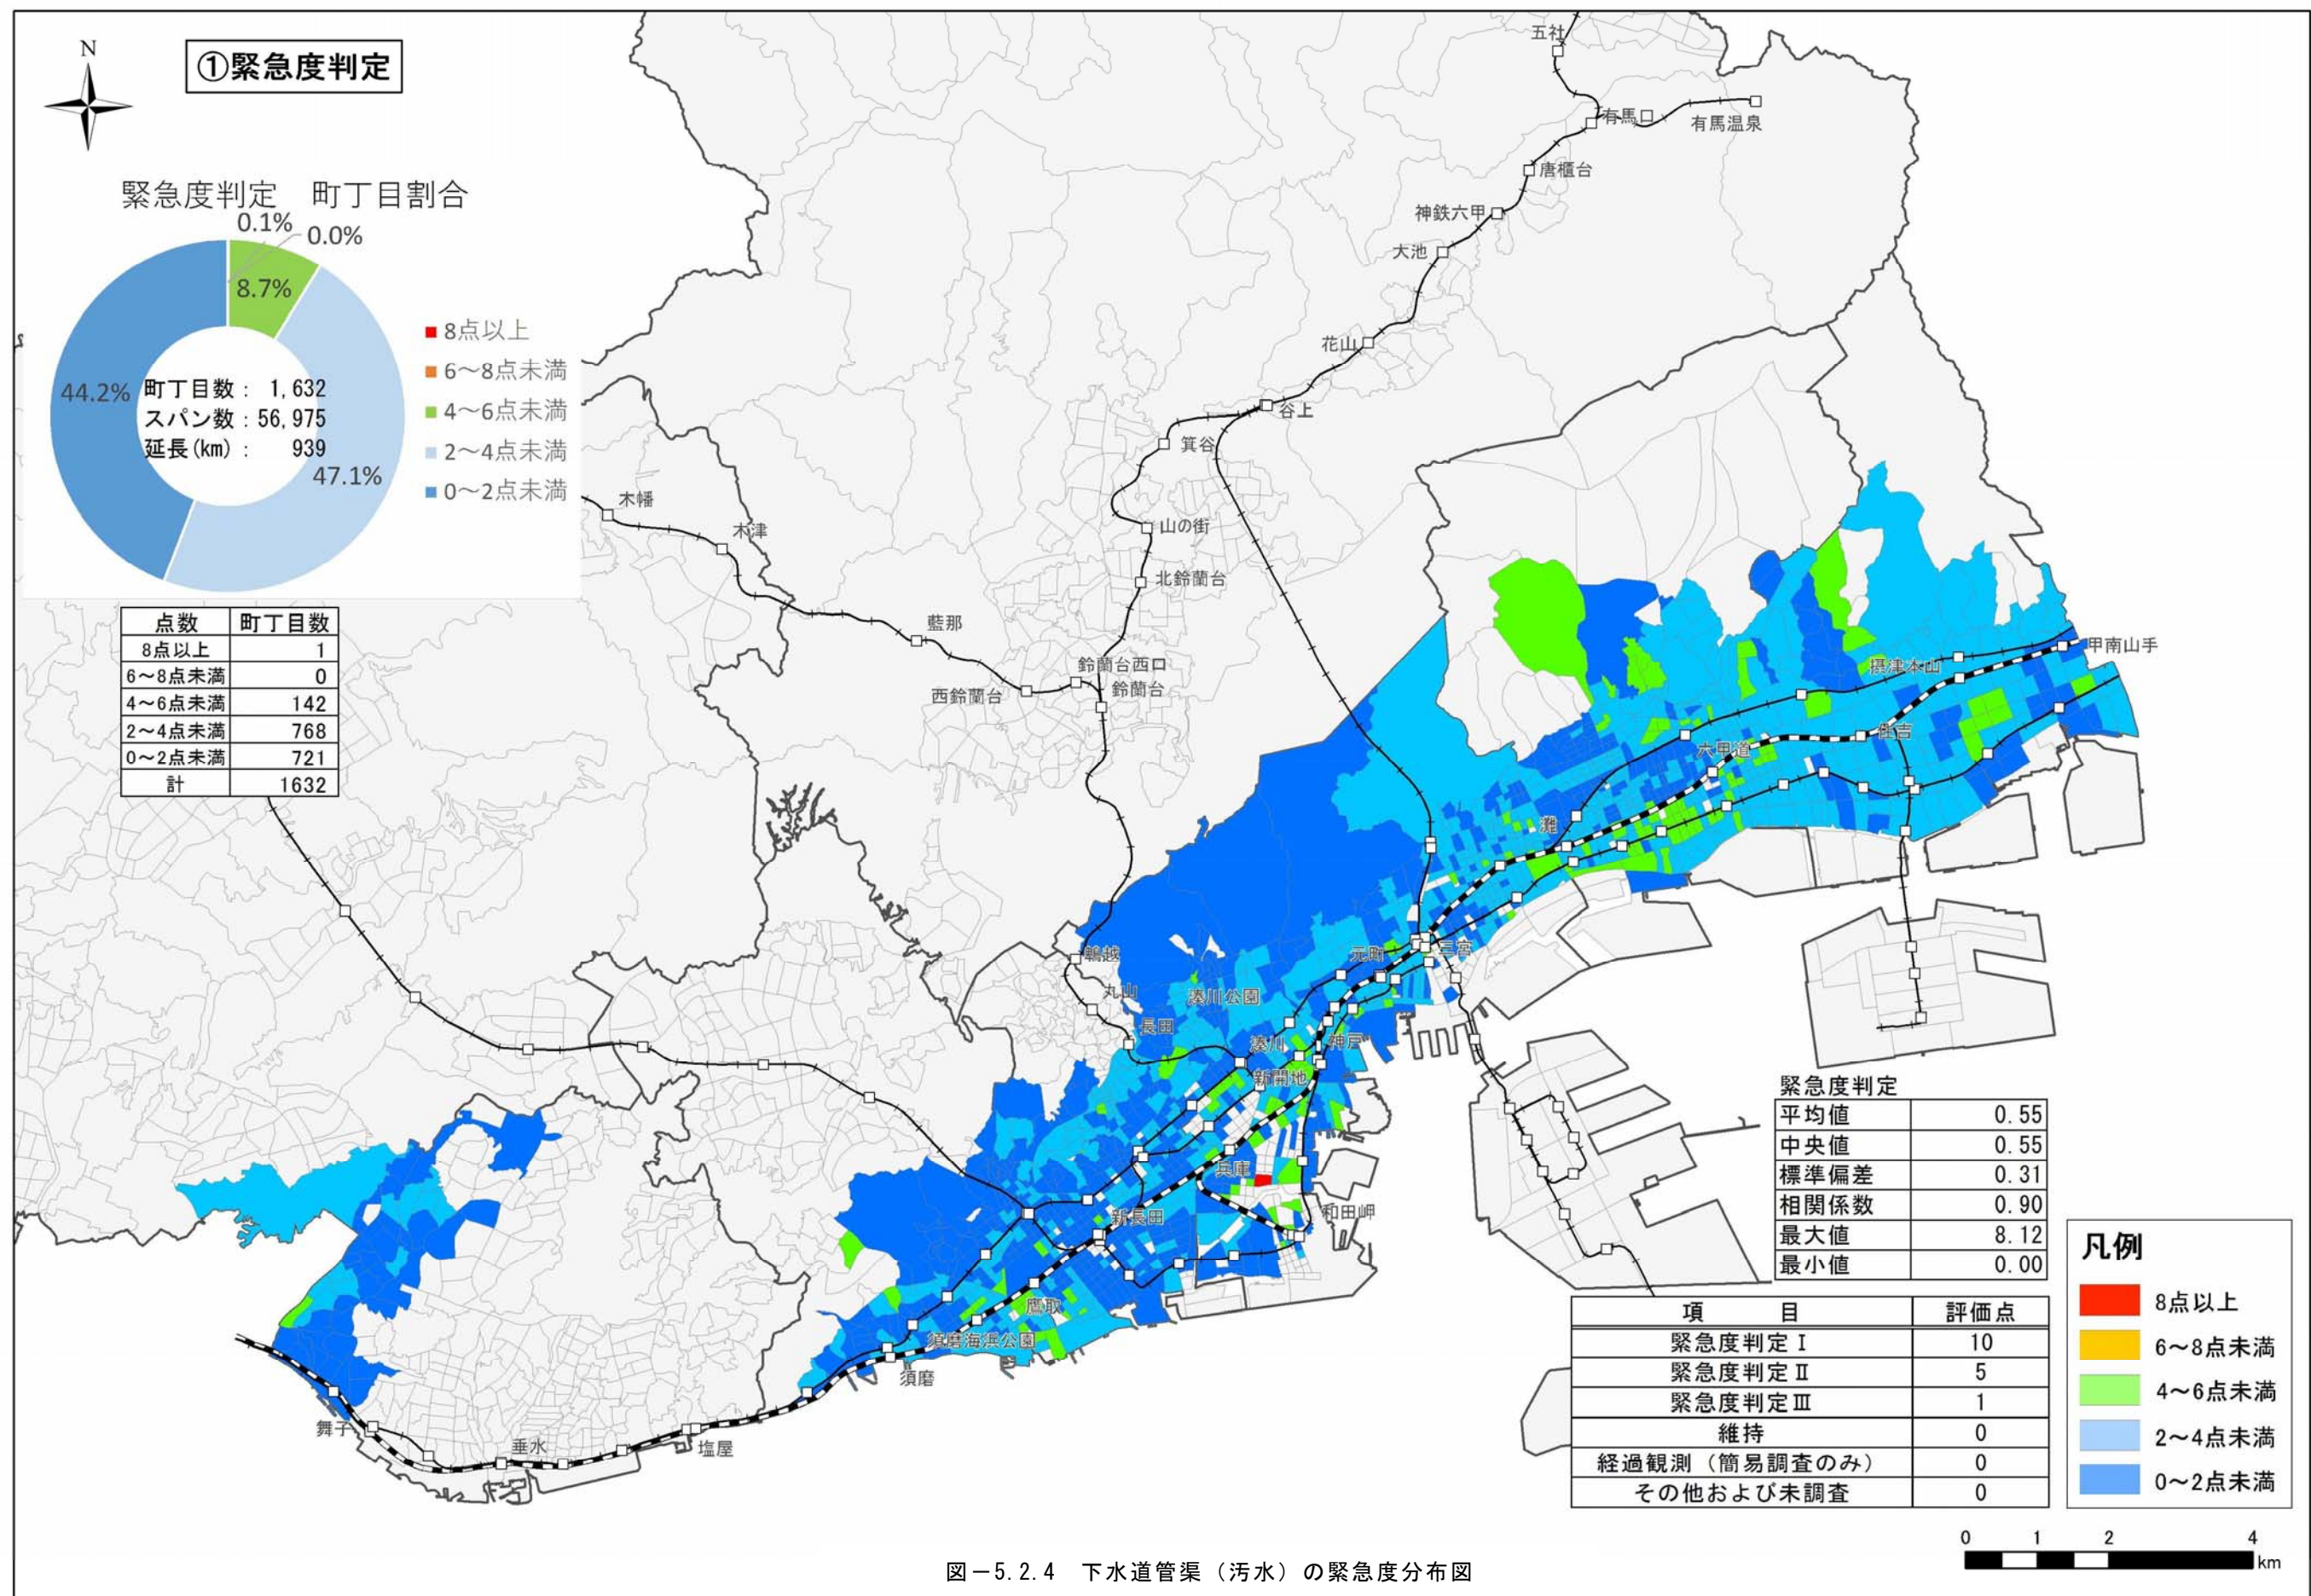 N
①緊急度判定
緊急度判定 町丁目割合
0.1%
0.0%
8.7%
44.2%
47.1%
町丁目数： 1,632
スパン数：56,975
延長(km)： 939
8点以上
6～8点未満
4～6点未満
2～4点未満
0～2点未満
点数 町丁目数
8点以上 1
6～8点未満 0
4～6点未満 142
2～4点未満 768
0～2点未満 721
計 1632
五社
有馬口
有馬温泉
唐櫃台
神鉄六甲
大池
花山
谷上
箕谷
山の街
北鈴蘭台
木幡
木津
藍那
鈴蘭台西口
鈴蘭台
西鈴蘭台
甲南山手
摂津本山
住吉
六甲道
灘
三宮
元町
鵯越
丸山
湊川公園
長田
湊川
神戸
新開地
兵庫
和田岬
新長田
鷹取
須磨海浜公園
須磨
塩屋
垂水
舞子
緊急度判定
平均値 0.55
中央値 0.55
標準偏差 0.31
相関係数 0.90
最大値 8.12
最小値 0.00
項 目 評価点
緊急度判定Ⅰ 10
緊急度判定Ⅱ 5
緊急度判定Ⅲ 1
維持 0
経過観測（簡易調査のみ） 0
その他および未調査 0
凡例
8点以上
6～8点未満
4～6点未満
2～4点未満
0～2点未満
0 1 2 4
km
図－5.2.4 下水道管渠（汚水）の緊急度分布図